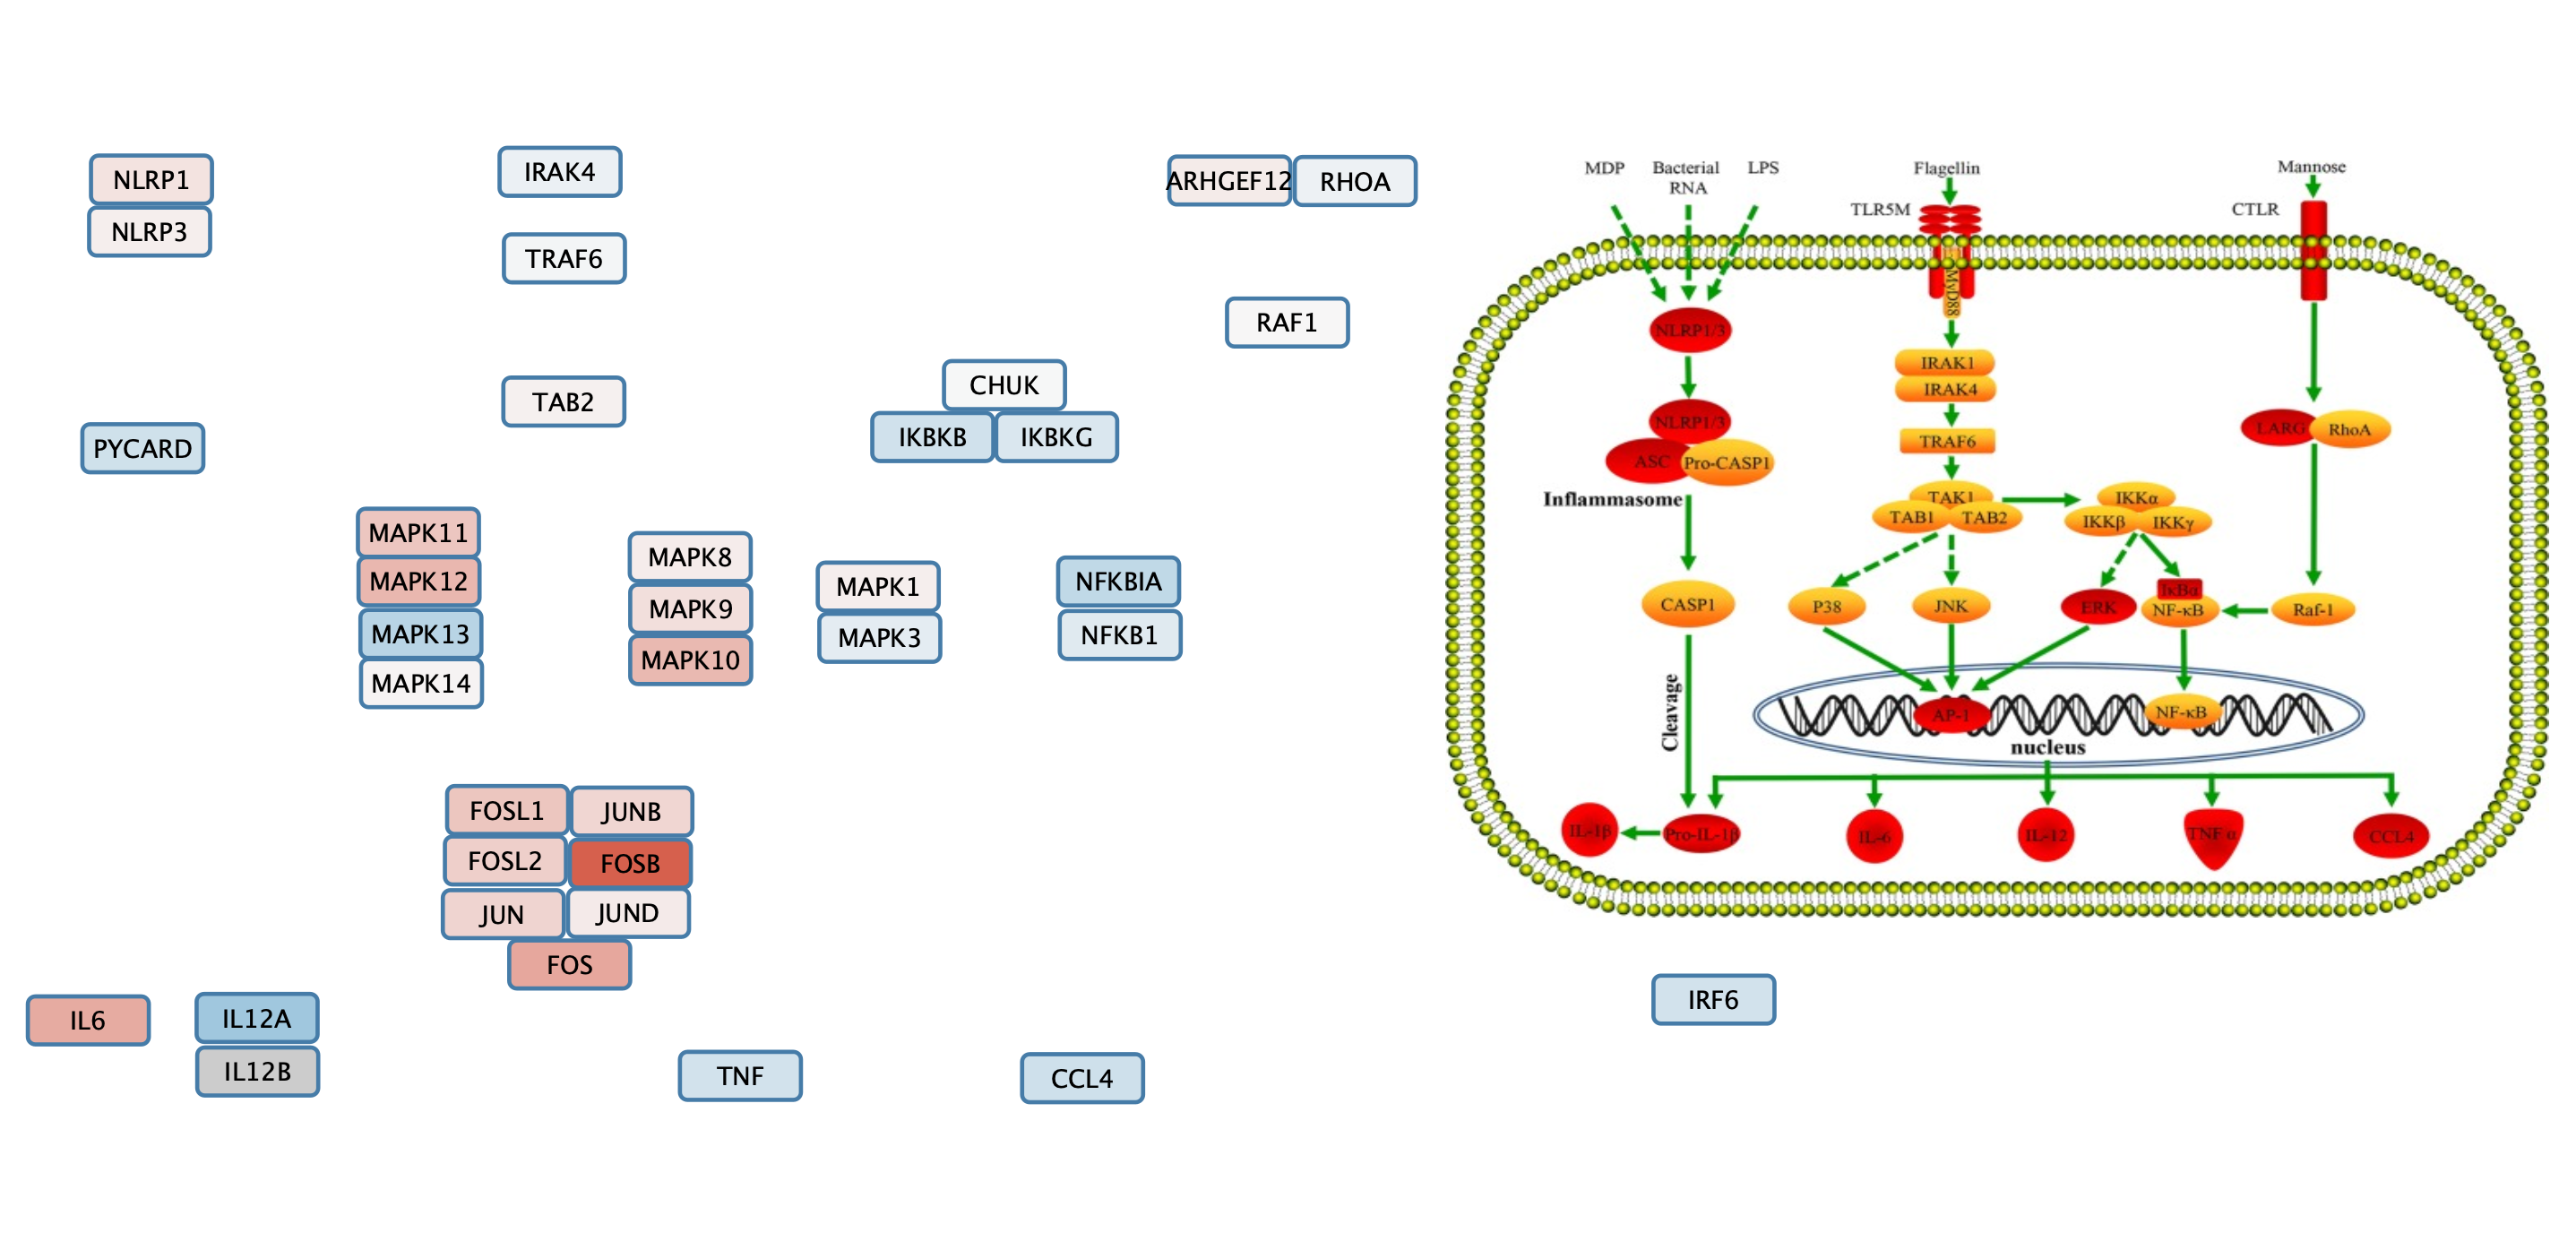 NLRP1
NLRP3
IRAK4
TRAF6
TAB2
ARHGEF12
RHOA
RAF1
CHUK
IKBKB
IKBKG
PYCARD
MAPK11
MAPK12
MAPK13
MAPK14
MAPK8
MAPK9
MAPK10
MAPK1
MAPK3
NFKBIA
NFKB1
FOSL1
JUNB
FOSL2
FOSB
JUN
JUND
FOS
IL6
IL12A
IL12B
TNF
CCL4
MDP
Bacterial
RNA
LPS
Flagellin
Mannose
TLR5M
CTLR
MyD88
NLRP1/3
IRAK1
IRAK4
NLRP1/3
ASC
Pro-CASP1
Inflammasome
TRAF6
LARG
RhoA
TAK1
TAB1
TAB2
IKKα
IKKβ
IKKγ
CASP1
P38
JNK
ERK
IκBα
NF-κB
Raf-1
Cleavage
AP-1
NF-κB
nucleus
IL-1β
Pro-IL-1β
IL-6
IL-12
TNF α
CCL4
IRF6